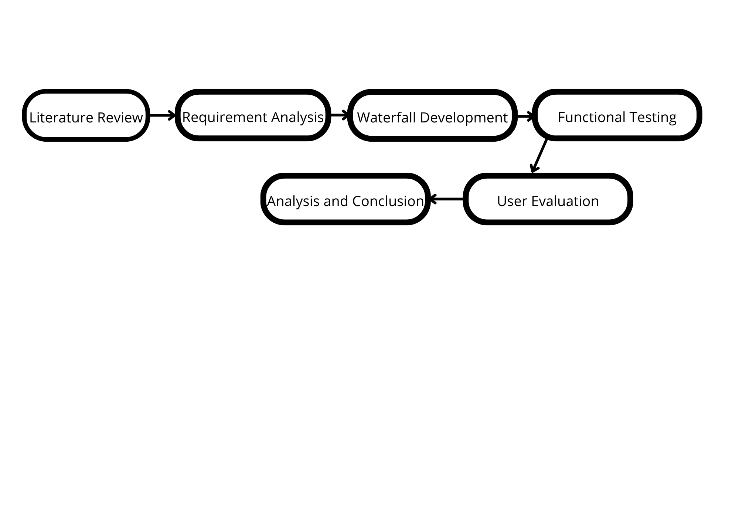 Literature Review
Requirement Analysis
Waterfall Development
Functional Testing
User Evaluation
Analysis and Conclusion